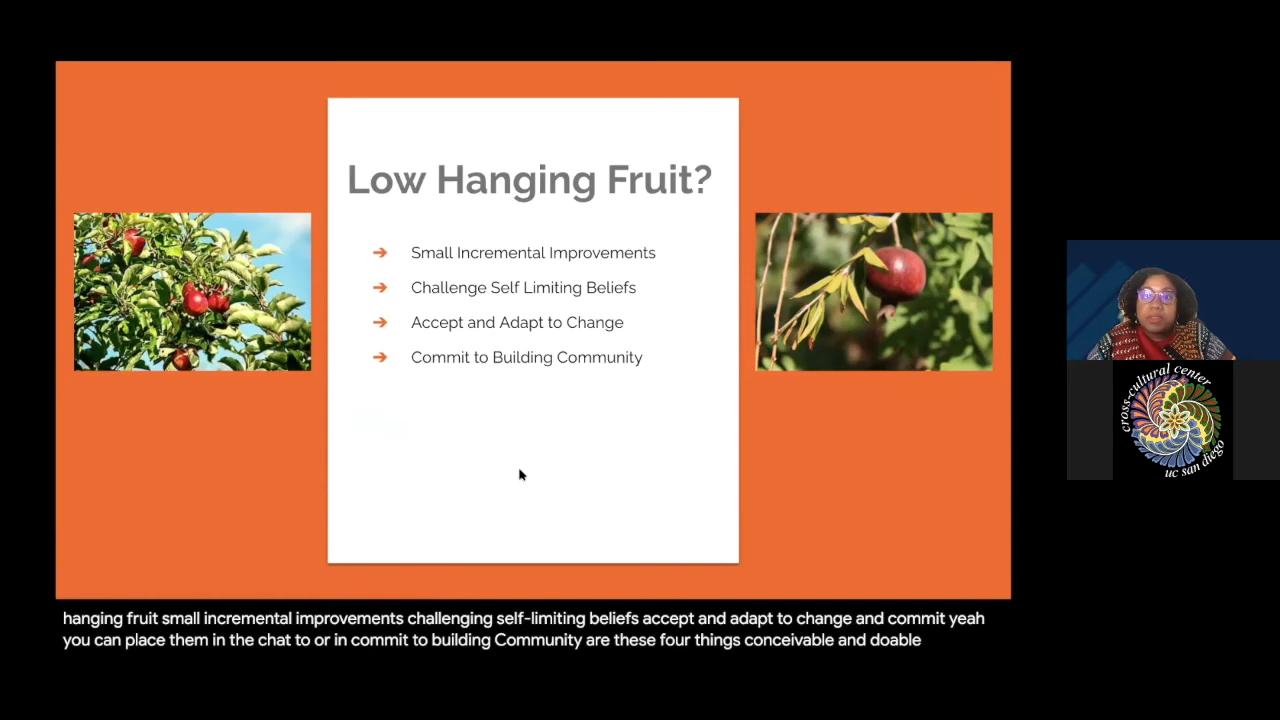 Low Hanging Fruit?
➔ Small Incremental Improvements
➔ Challenge Self Limiting Beliefs
➔ Accept and Adapt to Change
➔ Commit to Building Community
cross-cultural center
uc san diego
hanging fruit small incremental improvements challenging self-limiting beliefs accept and adapt to change and commit yeah
you can place them in the chat to or in commit to building Community are these four things conceivable and doable